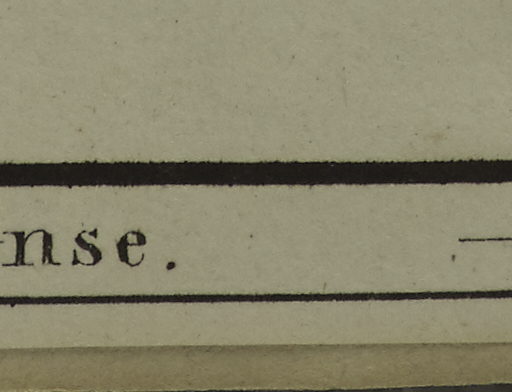 nse. —